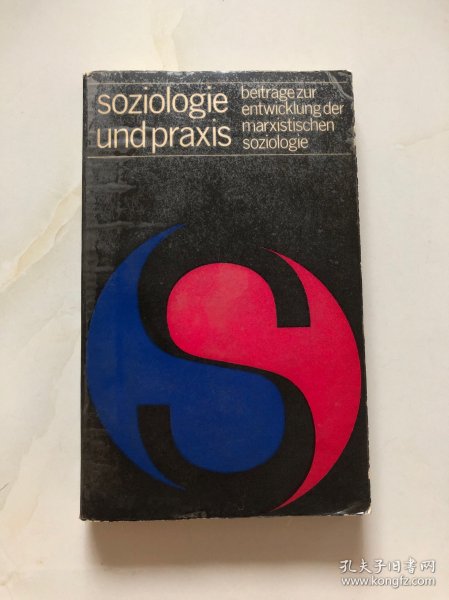 soziologie
und praxis
beiträge zur
entwicklung der
marxistischen
soziologie
孔夫子旧书网
www.kongfz.com